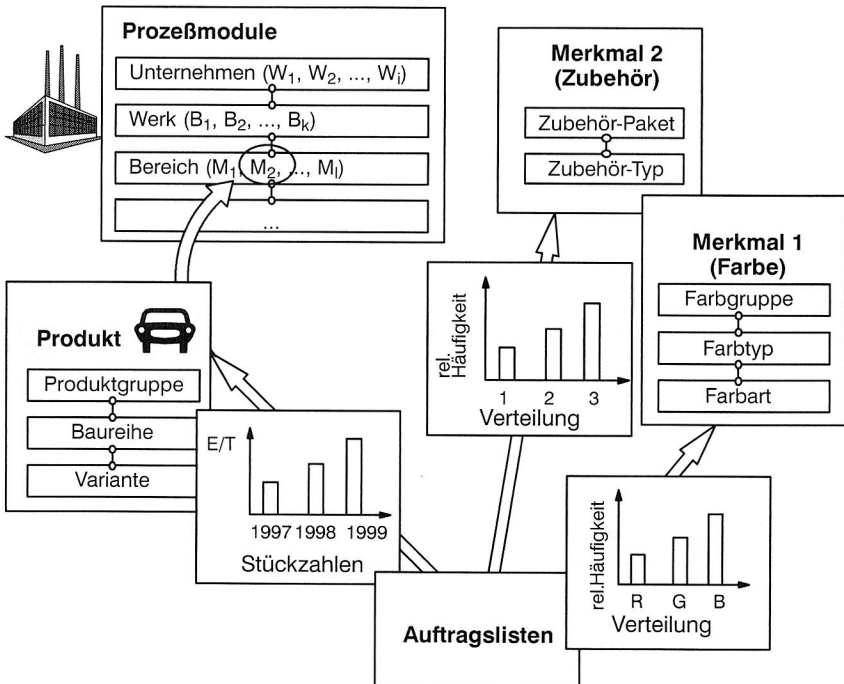 Prozeßmodule
Unternehmen (W1, W2, ..., Wi)
Werk (B1, B2, ..., Bk)
Bereich (M1, M2, ..., Ml)
...
Merkmal 2
(Zubehör)
Zubehör-Paket
Zubehör-Typ
Merkmal 1
(Farbe)
Farbgruppe
Farbtyp
Farbart
Produkt
Produktgruppe
Baureihe
Variante
rel.
Häufigkeit
1 2 3
Verteilung
E/T
1997 1998 1999
Stückzahlen
rel.Häufigkeit
R G B
Verteilung
Auftragslisten